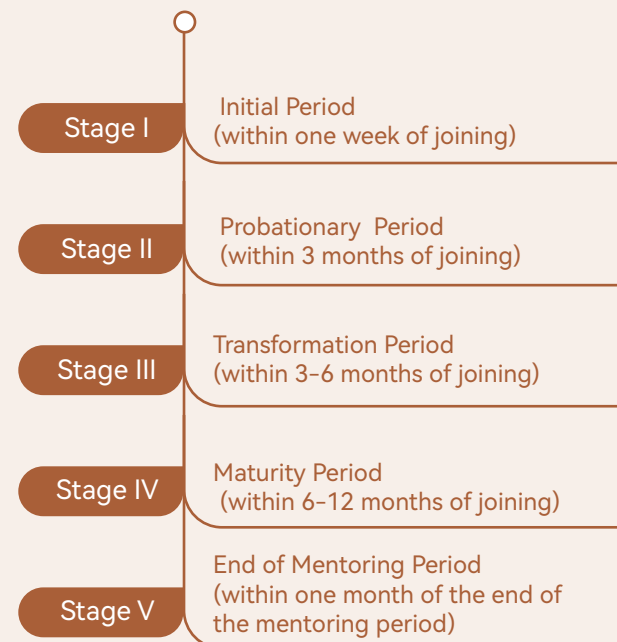 Stage I
Initial Period
(within one week of joining)
Stage II
Probationary Period
(within 3 months of joining)
Stage III
Transformation Period
(within 3-6 months of joining)
Stage IV
Maturity Period
(within 6-12 months of joining)
Stage V
End of Mentoring Period
(within one month of the end of
the mentoring period)